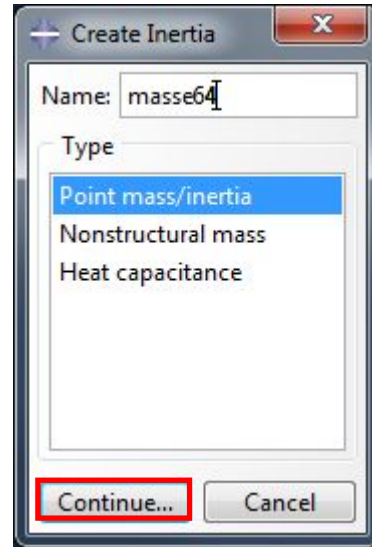 Create Inertia
Name: masse64
Type
Point mass/inertia
Nonstructural mass
Heat capacitance
Continue... Cancel